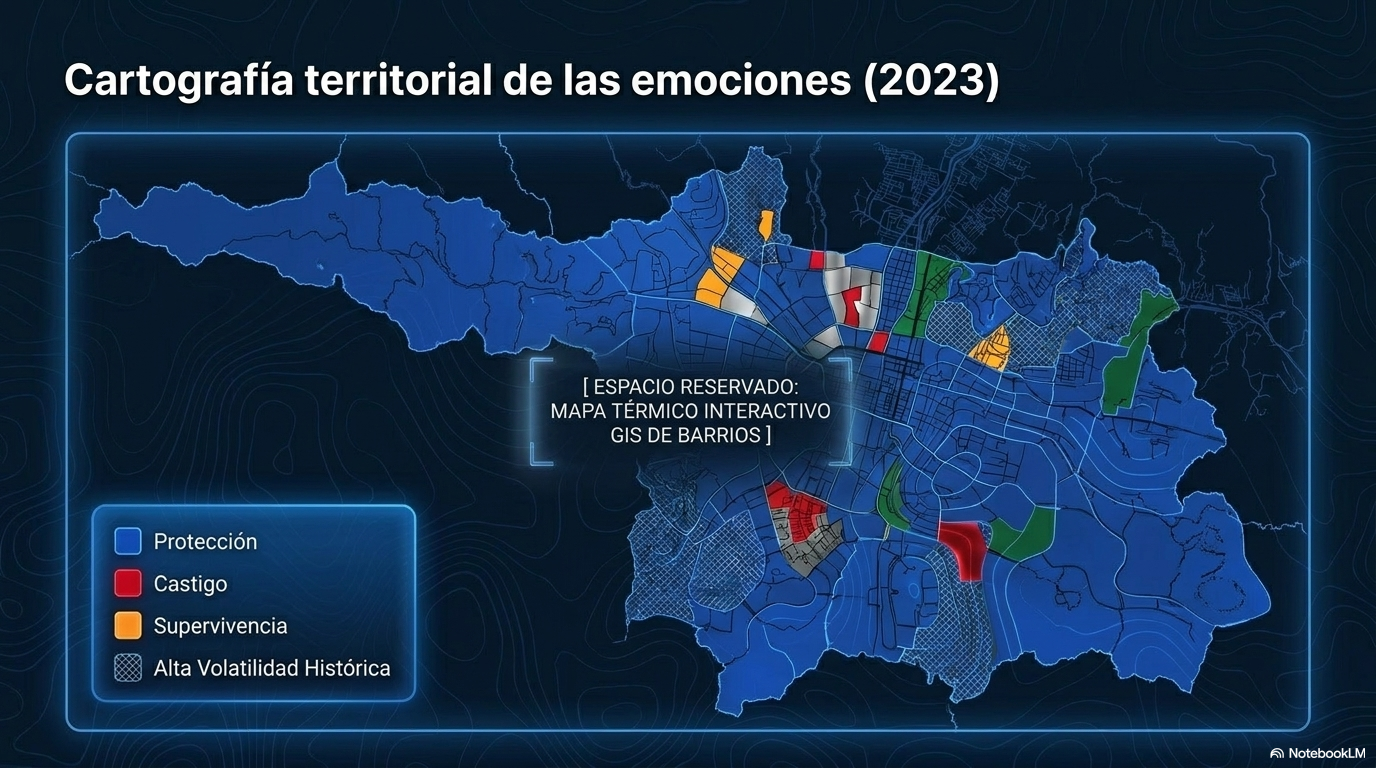 Cartografía territorial de las emociones (2023)
[ ESPACIO RESERVADO:
MAPA TÉRMICO INTERACTIVO
GIS DE BARRIOS ]
Protección
Castigo
Supervivencia
Alta Volatilidad Histórica
NotebookLM